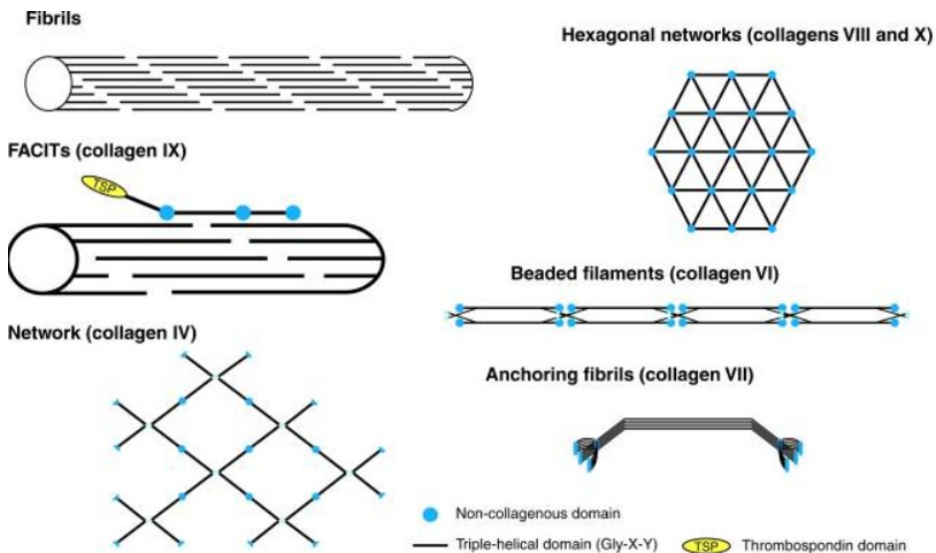 Fibrils
Hexagonal networks (collagens VIII and X)
FACITs (collagen IX)
TSP
Beaded filaments (collagen VI)
Network (collagen IV)
Anchoring fibrils (collagen VII)
Non-collagenous domain
Triple-helical domain (Gly-X-Y)
TSP Thrombospondin domain